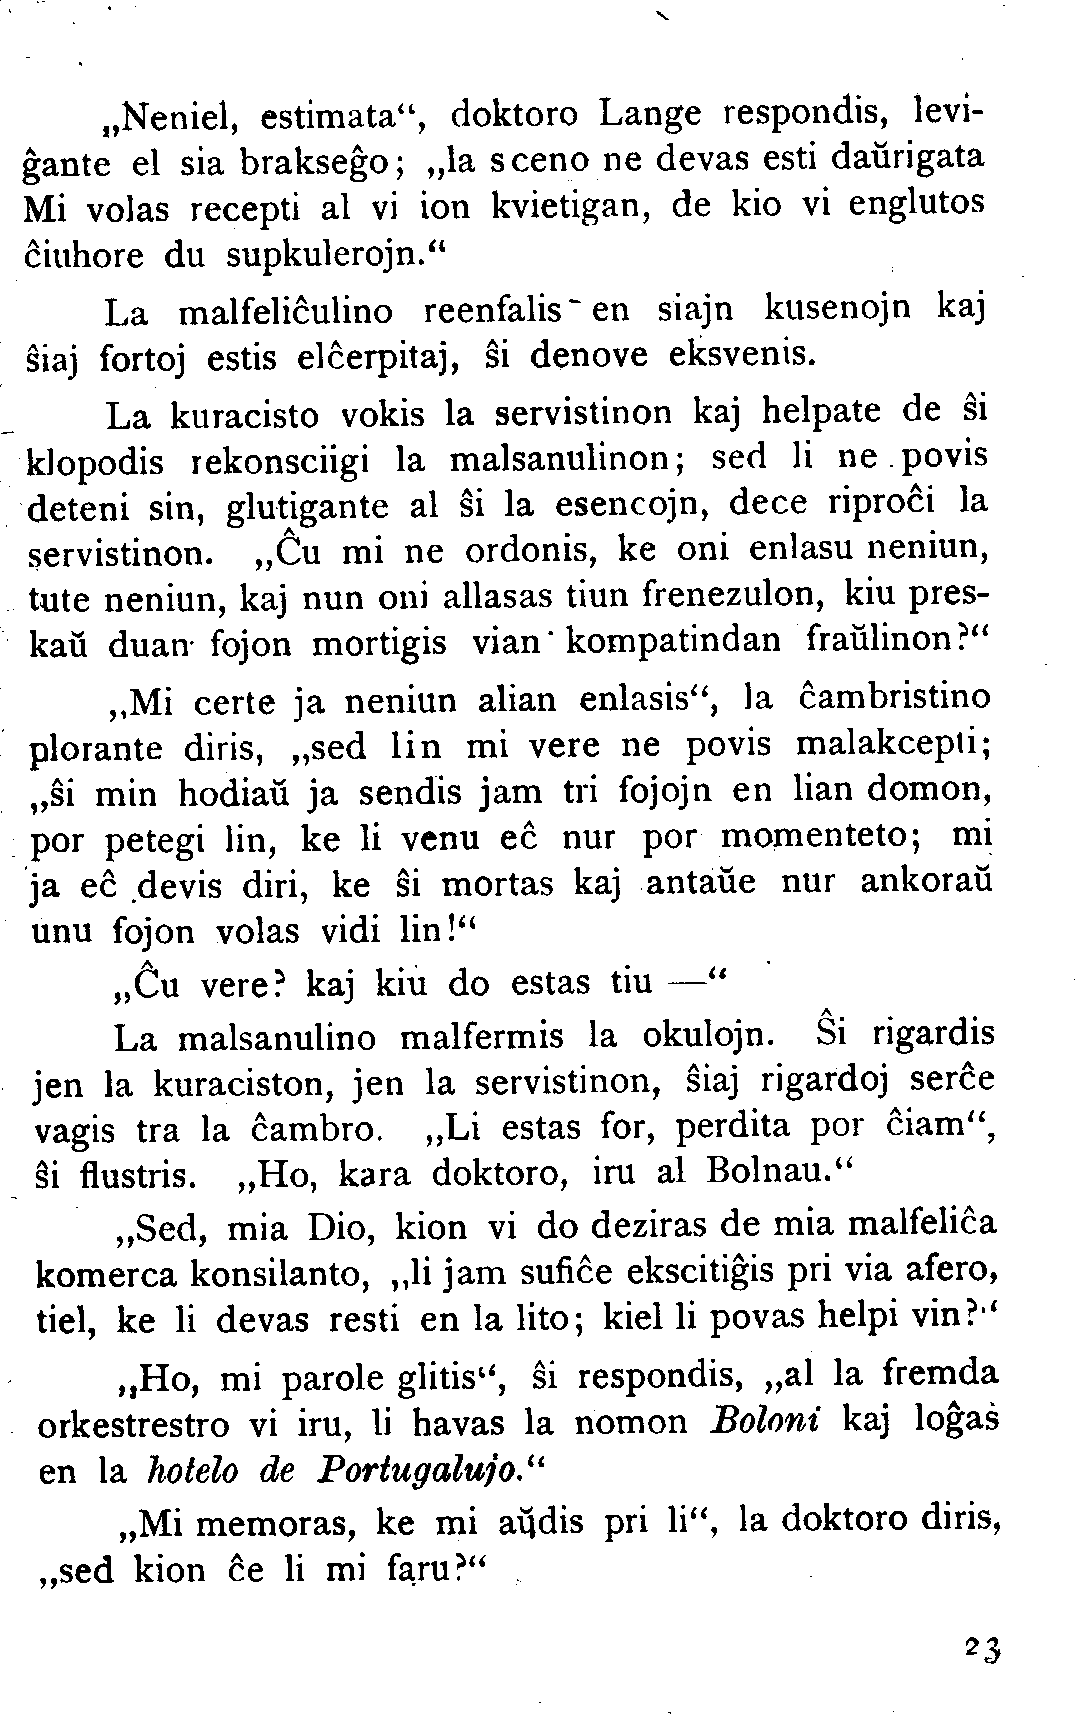 „Neniel, estimata“, doktoro Lange respondis, levi-
ĝante el sia brakseĝo; „la sceno ne devas esti daŭrigata
Mi volas recepti al vi ion kvietigan, de kio vi englutos
ĉiuhore du supkulerojn.“
La malfeliĉulino reenfalis en siajn kusenojn kaj
ŝiaj fortoj estis elĉerpitaj, ŝi denove eksvenis.
La kuracisto vokis la servistinon kaj helpate de ŝi
klopodis rekonsciigi la malsanulinon; sed li ne povis
deteni sin, glutigante al ŝi la esencojn, dece riproĉi la
servistinon. „Ĉu mi ne ordonis, ke oni enlasu neniun,
tute neniun, kaj nun oni allasas tiun frenezulon, kiu pres-
kaŭ duan fojon mortigis vian kompatindan fraŭlinon?“
„Mi certe ja neniun alian enlasis“, la ĉambristino
plorante diris, „sed lin mi vere ne povis malakcepti;
„ŝi min hodiaŭ ja sendis jam tri fojojn en lian domon,
por petegi lin, ke li venu eĉ nur por momenteto; mi
ja eĉ devis diri, ke ŝi mortas kaj antaŭe nur ankoraŭ
unu fojon volas vidi lin!“
„Ĉu vere? kaj kiu do estas tiu —“
La malsanulino malfermis la okulojn. Ŝi rigardis
jen la kuraciston, jen la servistinon, ŝiaj rigardoj serĉe
vagis tra la ĉambro. „Li estas for, perdita por ĉiam“,
ŝi flustris. „Ho, kara doktoro, iru al Bolnau.“
„Sed, mia Dio, kion vi do deziras de mia malfeliĉa
komerca konsilanto, „li jam sufiĉe ekscitiĝis pri via afero,
tiel, ke li devas resti en la lito; kiel li povas helpi vin?“
„Ho, mi parole glitis“, ŝi respondis, „al la fremda
orkestrestro vi iru, li havas la nomon Boloni kaj loĝas
en la hotelo de Portugalujo.“
„Mi memoras, ke mi aŭdis pri li“, la doktoro diris,
„sed kion ĉe li mi faru?“
23